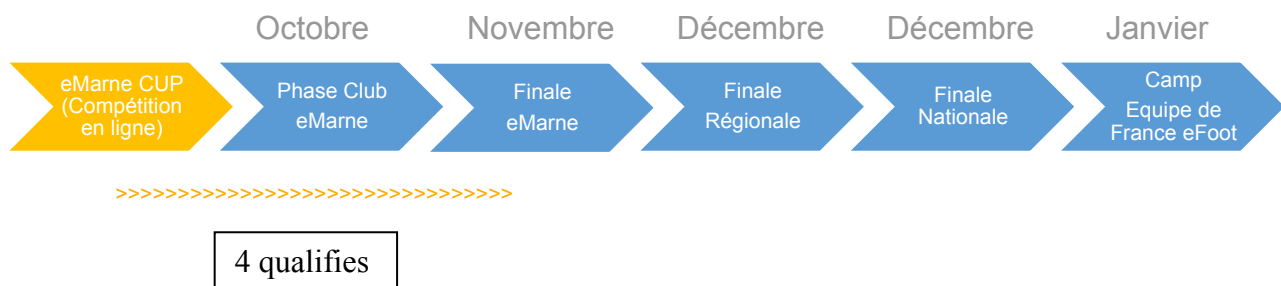 Octobre
Novembre
Décembre
Décembre
Janvier
eMarne CUP
(Compétition
en ligne)
Phase Club
eMarne
Finale
eMarne
Finale
Régionale
Finale
Nationale
Camp
Equipe de
France eFoot
>>>>>>>>>>>>>>>>>>>>>>>>>>>>>>>>
4 qualifies